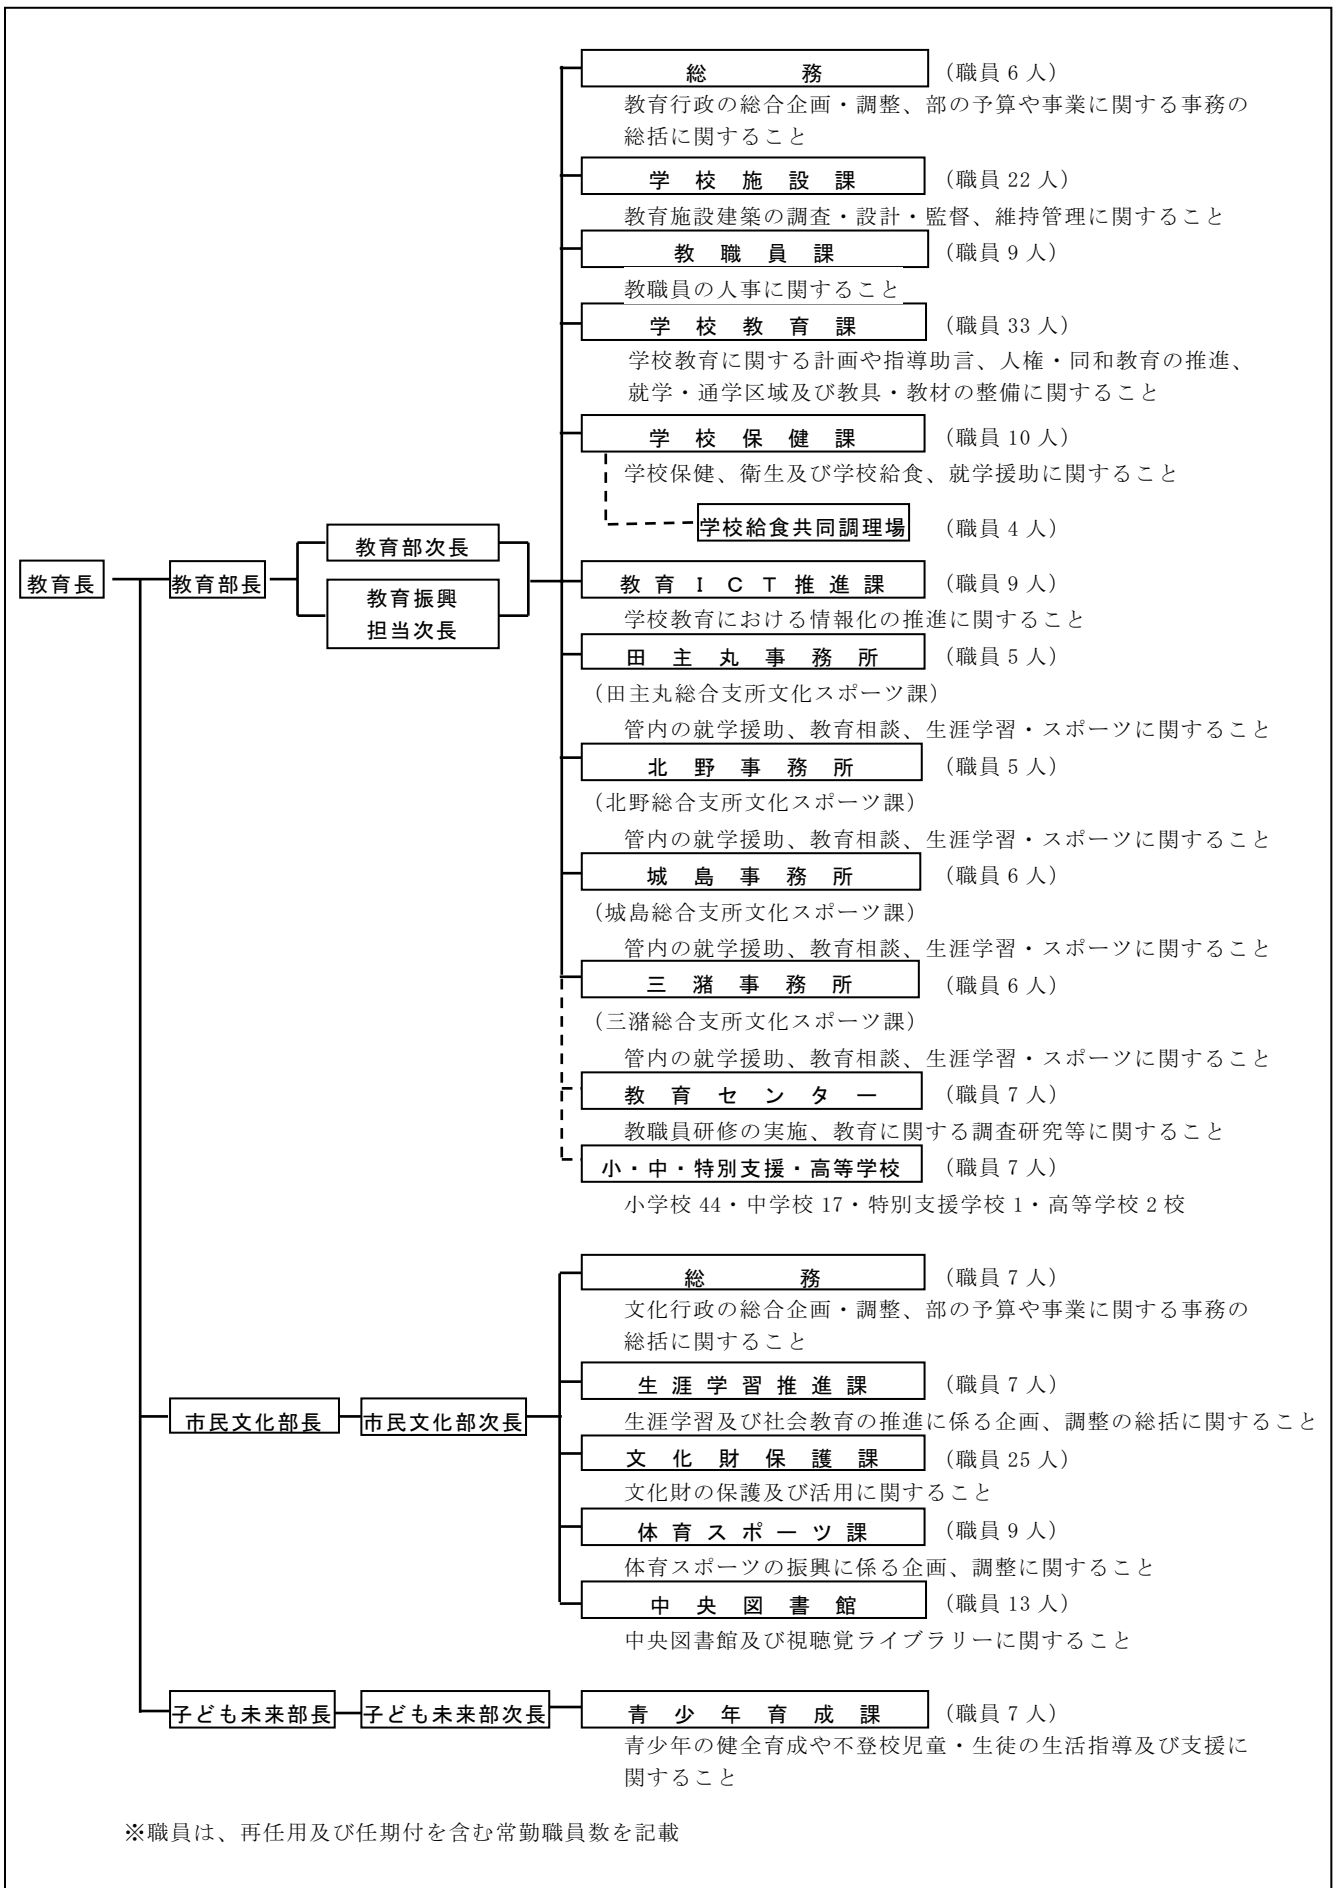 総務 (職員 6 人)
教育行政の総合企画・調整、部の予算や事業に関する事務の
総括に関すること
学校施設課 (職員 22 人)
教育施設建築の調査・設計・監督、維持管理に関すること
教職員課 (職員 9 人)
教職員の人事に関すること
学校教育課 (職員 33 人)
学校教育に関する計画や指導助言、人権・同和教育の推進、
就学・通学区域及び教具・教材の整備に関すること
学校保健課 (職員 10 人)
学校保健、衛生及び学校給食、就学援助に関すること
学校給食共同調理場 (職員 4 人)
教育長
教育部長
教育部次長
教育振興
担当次長
教育ICT推進課 (職員 9 人)
学校教育における情報化の推進に関すること
田主丸事務所 (職員 5 人)
(田主丸総合支所文化スポーツ課)
管内の就学援助、教育相談、生涯学習・スポーツに関すること
北野事務所 (職員 5 人)
(北野総合支所文化スポーツ課)
管内の就学援助、教育相談、生涯学習・スポーツに関すること
城島事務所 (職員 6 人)
(城島総合支所文化スポーツ課)
管内の就学援助、教育相談、生涯学習・スポーツに関すること
三潴事務所 (職員 6 人)
(三潴総合支所文化スポーツ課)
管内の就学援助、教育相談、生涯学習・スポーツに関すること
教育センター (職員 7 人)
教職員研修の実施、教育に関する調査研究等に関すること
小・中・特別支援・高等学校 (職員 7 人)
小学校 44・中学校 17・特別支援学校 1・高等学校 2 校
総務 (職員 7 人)
文化行政の総合企画・調整、部の予算や事業に関する事務の
総括に関すること
生涯学習推進課 (職員 7 人)
市民文化部長
市民文化部次長
生涯学習及び社会教育の推進に係る企画、調整の総括に関すること
文化財保護課 (職員 25 人)
文化財の保護及び活用に関すること
体育スポーツ課 (職員 9 人)
体育スポーツの振興に係る企画、調整に関すること
中央図書館 (職員 13 人)
中央図書館及び視聴覚ライブラリーに関すること
子ども未来部長
子ども未来部次長
青少年育成課 (職員 7 人)
青少年の健全育成や不登校児童・生徒の生活指導及び支援に
関すること
※職員は、再任用及び任期付を含む常勤職員数を記載